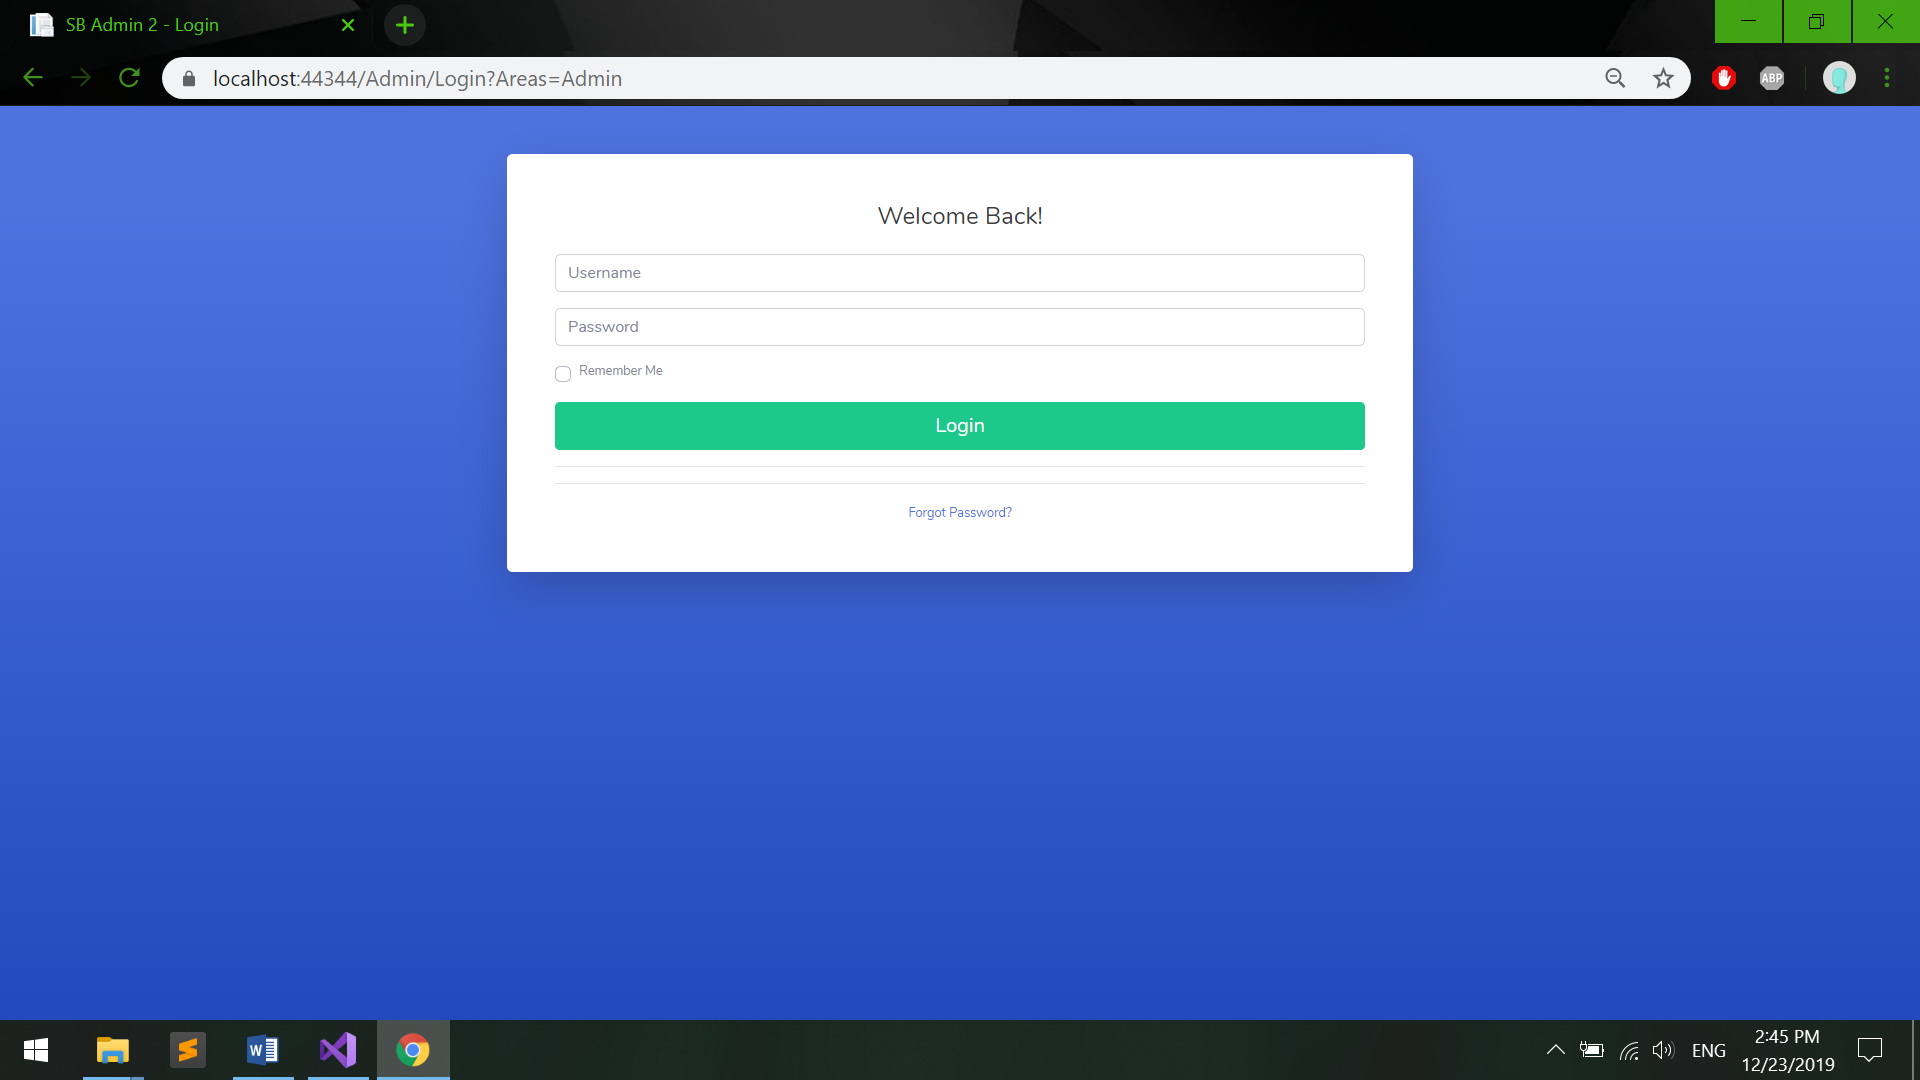 SB Admin 2 - Login
localhost:44344/Admin/Login?Areas=Admin
ABP
Welcome Back!
Username
Password
Remember Me
Login
Forgot Password?
W
ENG
2:45 PM
12/23/2019